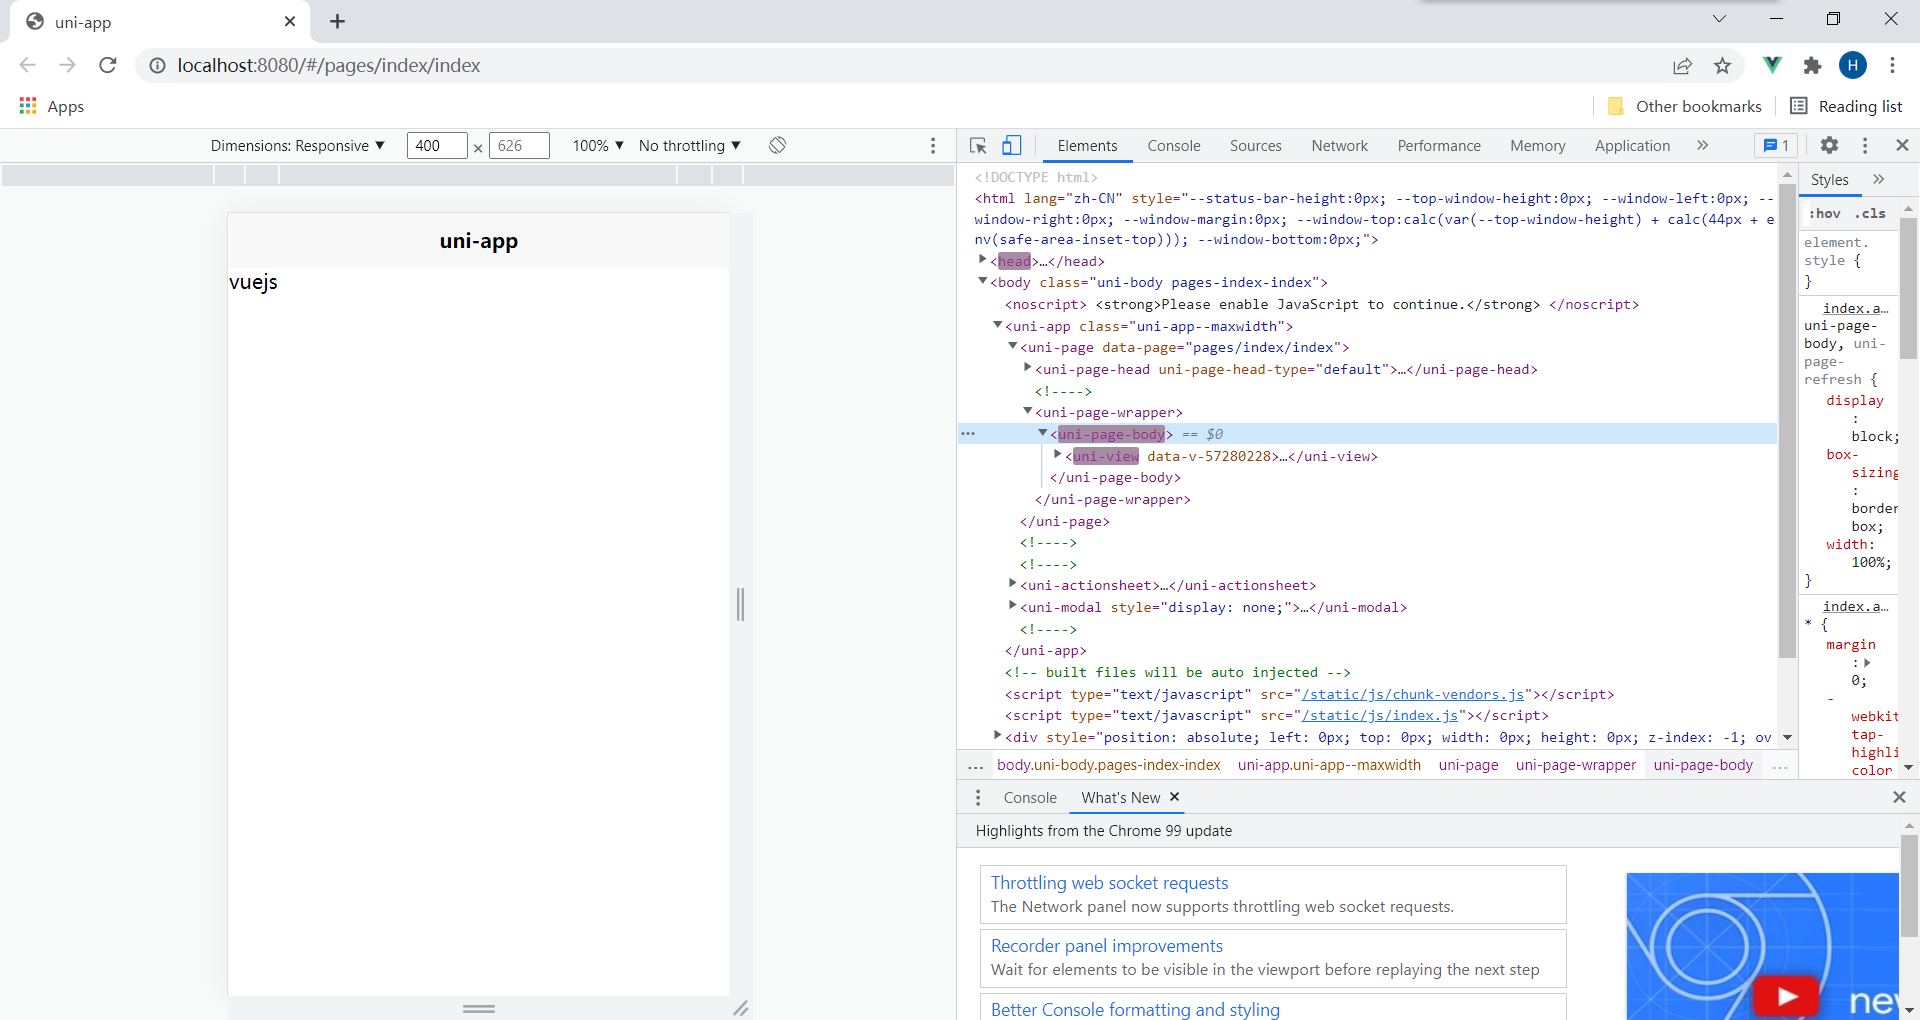 uni-app
localhost:8080/#/pages/index/index
H
Apps
Other bookmarks
Reading list
Dimensions: Responsive ▼ 400 × 626 100% ▼ No throttling ▼
uni-app
vuejs
Elements Console Sources Network Performance Memory Application » 1
<!DOCTYPE html>
<html lang="zh-CN" style="--status-bar-height:0px; --top-window-height:0px; --window-left:0px; --
window-right:0px; --window-margin:0px; --window-top:calc(var(--top-window-height) + calc(44px + e
nv(safe-area-inset-top))); --window-bottom:0px;">
<head>…</head>
<body class="uni-body pages-index-index">
<noscript> <strong>Please enable JavaScript to continue.</strong> </noscript>
<uni-app class="uni-app--maxwidth">
<uni-page data-page="pages/index/index">
<uni-page-head uni-page-head-type="default">…</uni-page-head>
<!---->
<uni-page-wrapper>
<uni-page-body> == $0
<uni-view data-v-57280228>…</uni-view>
</uni-page-body>
</uni-page-wrapper>
</uni-page>
<!---->
<!---->
<uni-actionsheet>…</uni-actionsheet>
<uni-modal style="display: none;">…</uni-modal>
<!---->
</uni-app>
<!-- built files will be auto injected -->
<script type="text/javascript" src="/static/js/chunk-vendors.js"></script>
<script type="text/javascript" src="/static/js/index.js"></script>
<div style="position: absolute; left: 0px; top: 0px; width: 0px; height: 0px; z-index: -1; ov
... body.uni-body.pages-index-index uni-app.uni-app--maxwidth uni-page uni-page-wrapper uni-page-body ...
Styles »
:hov .cls
element.
style {
}
index.a…
uni-page-
body, uni-
page-
refresh {
display
:
block;
box-
sizing
:
border
box;
width:
100%;
}
index.a…
* {
margin
:
0;
-
webkit
tap-
highli
color
Console What's New
Highlights from the Chrome 99 update
Throttling web socket requests
The Network panel now supports throttling web socket requests.
Recorder panel improvements
Wait for elements to be visible in the viewport before replaying the next step
Better Console formatting and styling
nev